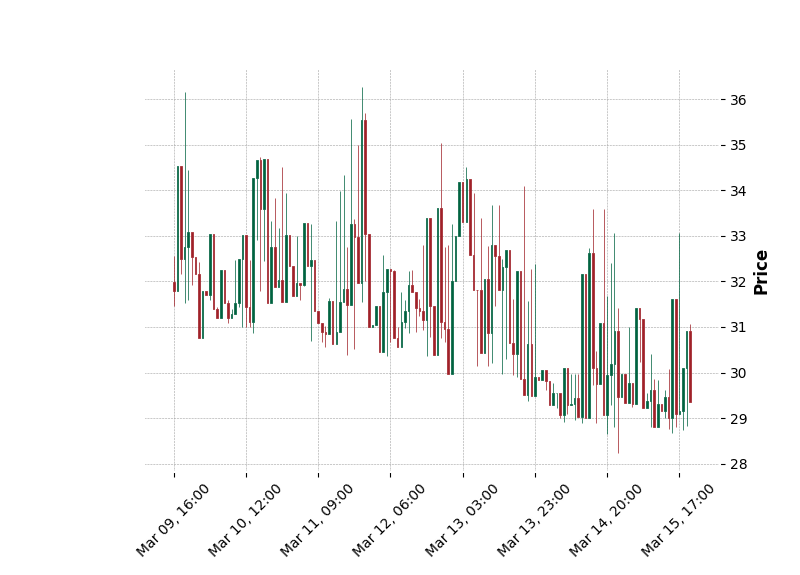 36
35
34
33
32
31
30
29
28
Price
Mar 09, 16:00
Mar 10, 12:00
Mar 11, 09:00
Mar 12, 06:00
Mar 13, 03:00
Mar 13, 23:00
Mar 14, 20:00
Mar 15, 17:00